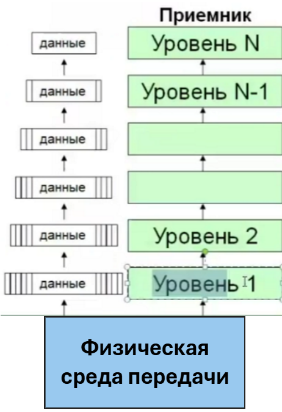 Приемник
данные
Уровень N
данные
Уровень N-1
данные
данные
данные
Уровень 2
данные
Уровень 1
Физическая
среда передачи